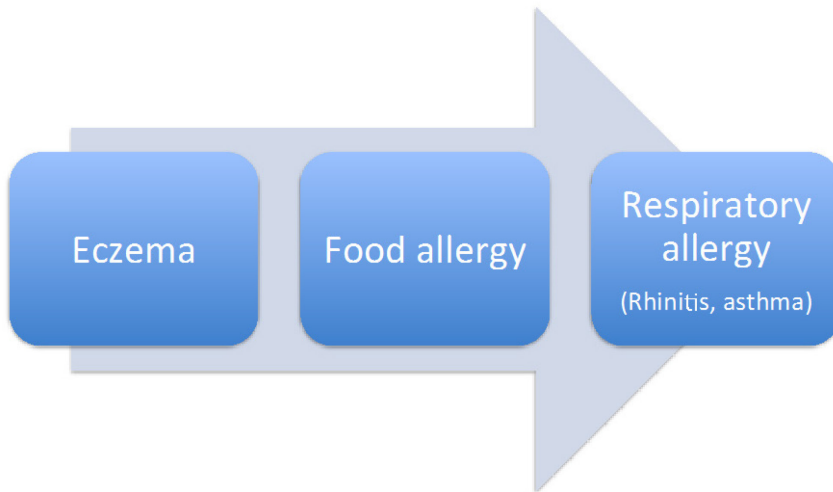 Eczema
Food allergy
Respiratory
allergy
(Rhinitis, asthma)